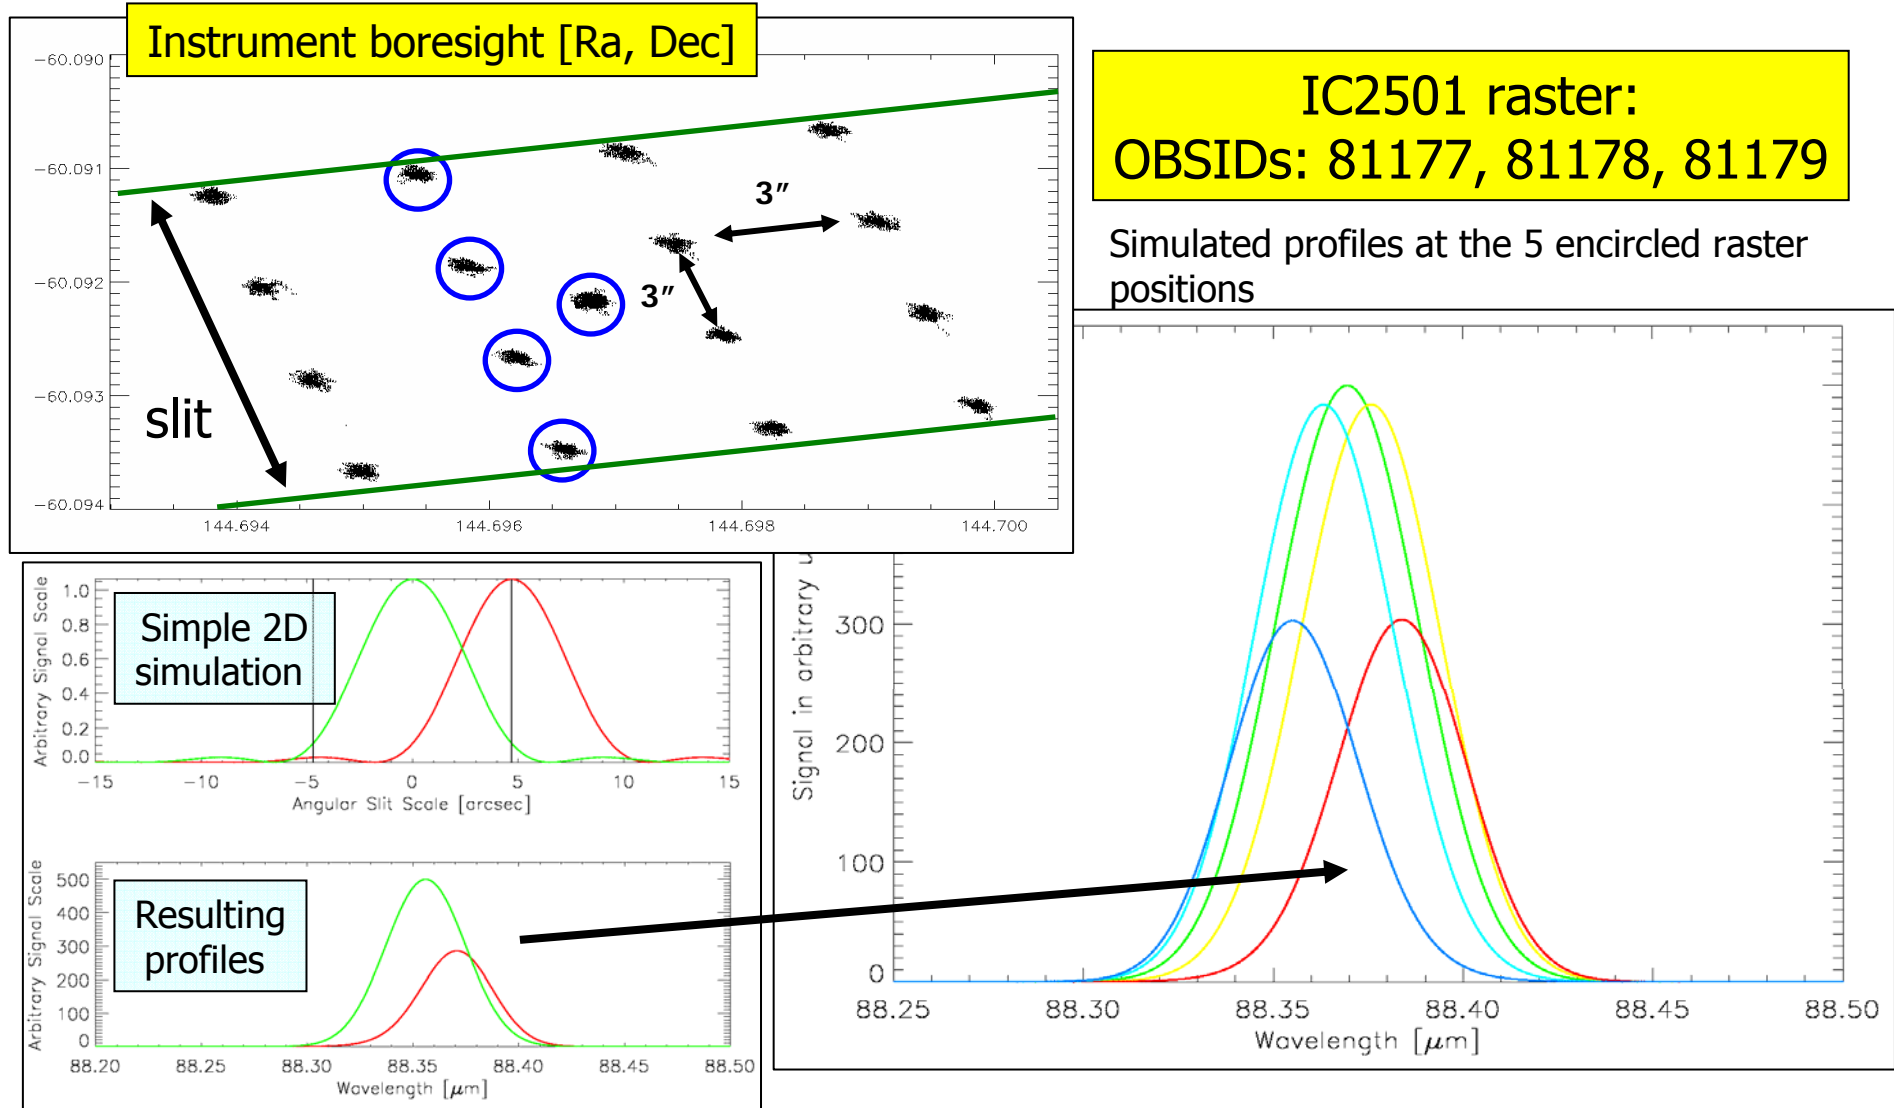 Instrument boresight [Ra, Dec]
-60.090
-60.091
-60.092
-60.093
-60.094
144.694
144.696
144.698
144.700
3"
3"
slit
IC2501 raster:
OBSIDs: 81177, 81178, 81179
Simulated profiles at the 5 encircled raster
positions
Simple 2D
simulation
Arbitrary Signal Scale
1.0
0.8
0.6
0.4
0.2
0.0
-15
-10
-5
0
5
10
15
Angular Slit Scale [arcsec]
Resulting
profiles
Arbitrary Signal Scale
500
400
300
200
100
0
88.20
88.25
88.30
88.35
88.40
88.45
88.50
Wavelength [μm]
Signal in arbitrary u
300
200
100
0
88.25
88.30
88.35
88.40
88.45
88.50
Wavelength [μm]